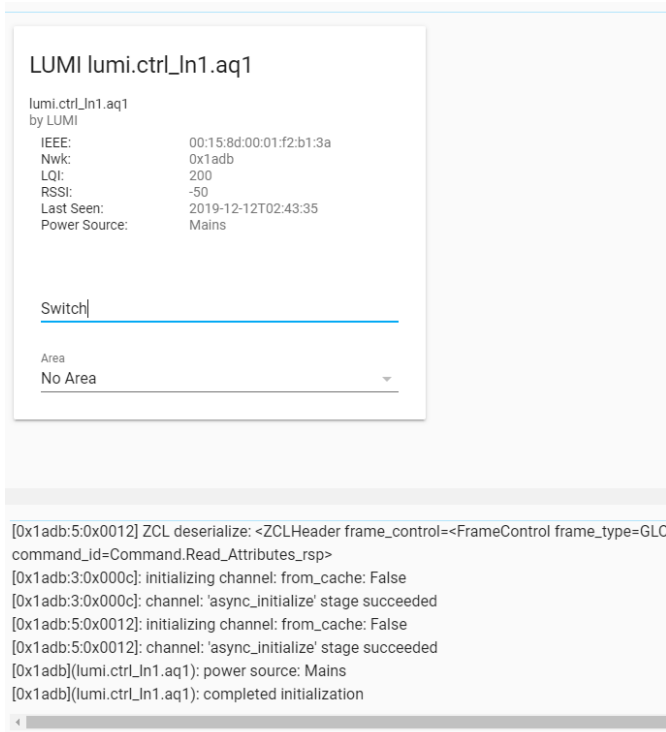 LUMI lumi.ctrl_ln1.aq1
lumi.ctrl_ln1.aq1
by LUMI
IEEE: 00:15:8d:00:01:f2:b1:3a
Nwk: 0x1adb
LQI: 200
RSSI: -50
Last Seen: 2019-12-12T02:43:35
Power Source: Mains
Switch
Area
No Area
[0x1adb:5:0x0012] ZCL deserialize: <ZCLHeader frame_control=<FrameControl frame_type=GLO
command_id=Command.Read_Attributes_rsp>
[0x1adb:3:0x000c]: initializing channel: from_cache: False
[0x1adb:3:0x000c]: channel: 'async_initialize' stage succeeded
[0x1adb:5:0x0012]: initializing channel: from_cache: False
[0x1adb:5:0x0012]: channel: 'async_initialize' stage succeeded
[0x1adb](lumi.ctrl_ln1.aq1): power source: Mains
[0x1adb](lumi.ctrl_ln1.aq1): completed initialization